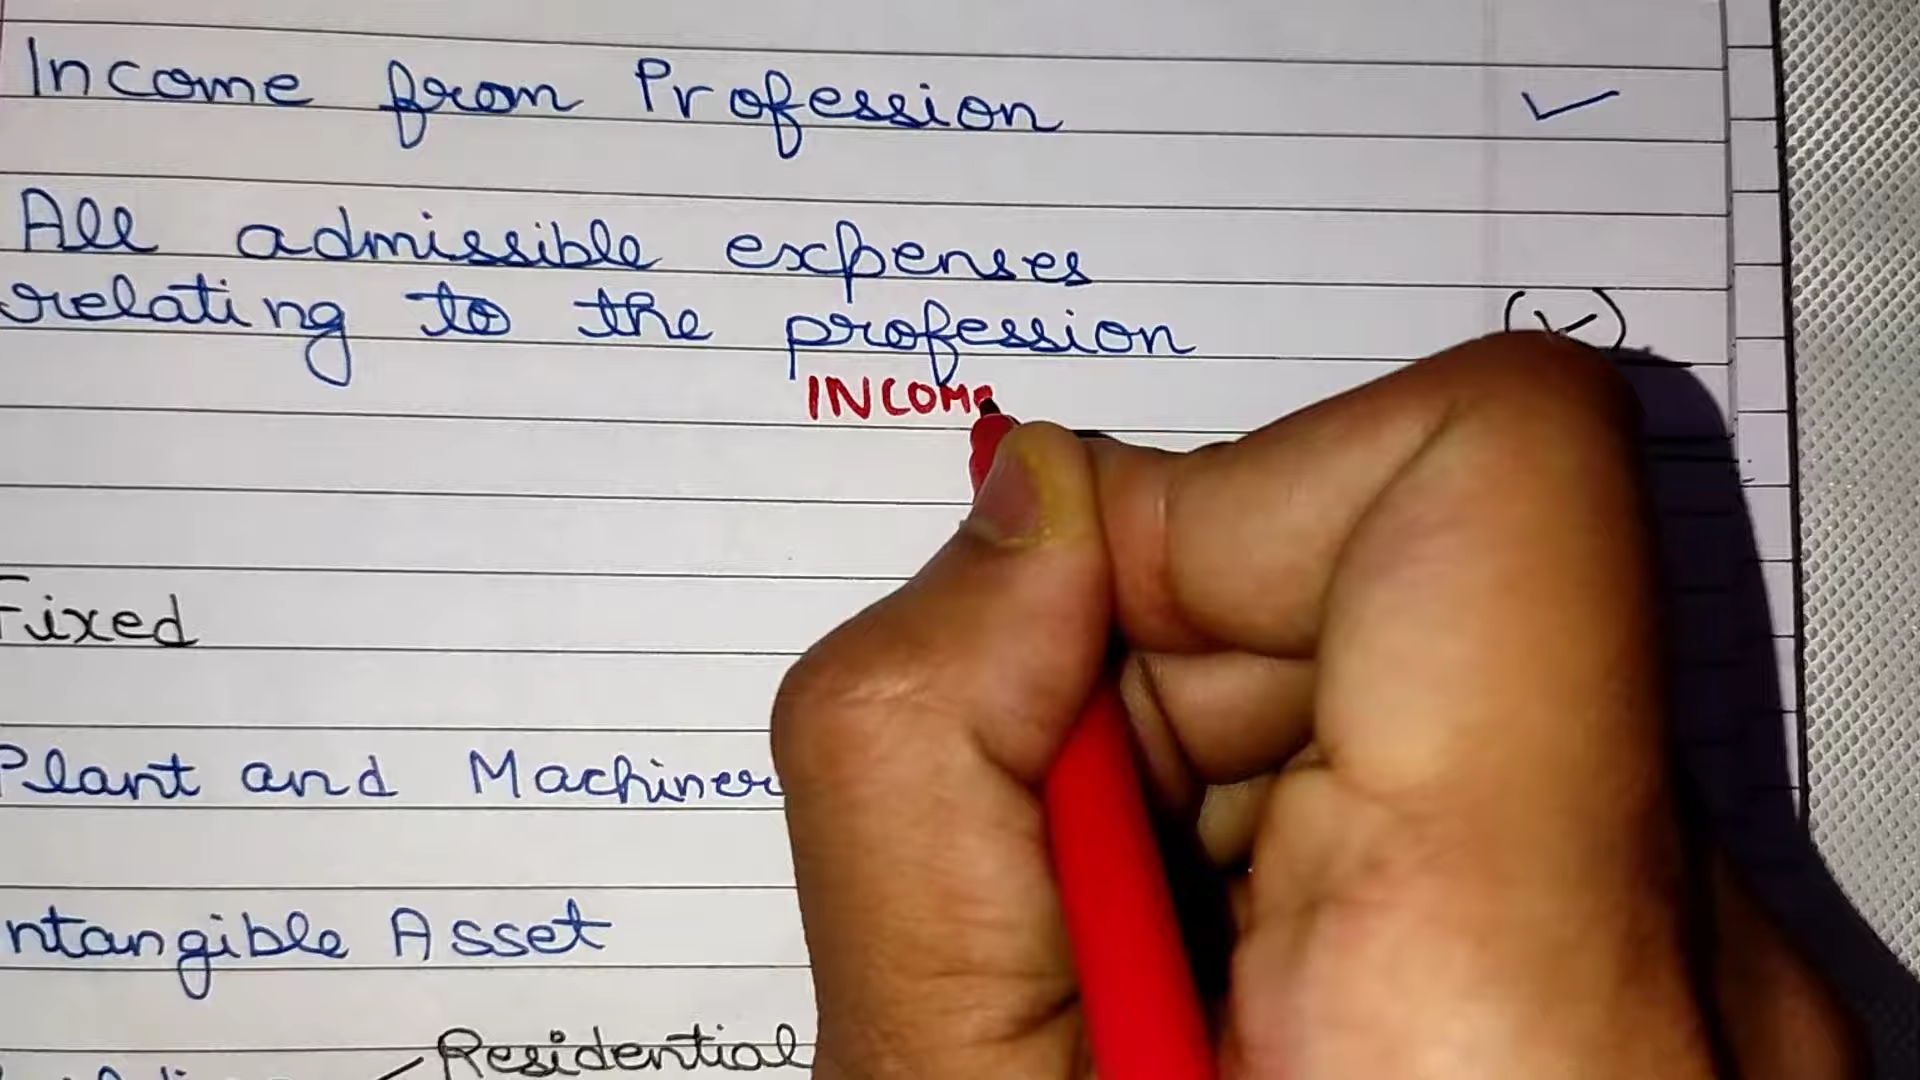 Income from Profession
All admissible expenses
relating to the profession
INCOM
Fixed
Plant and Machiner
ntangible Asset
Residential